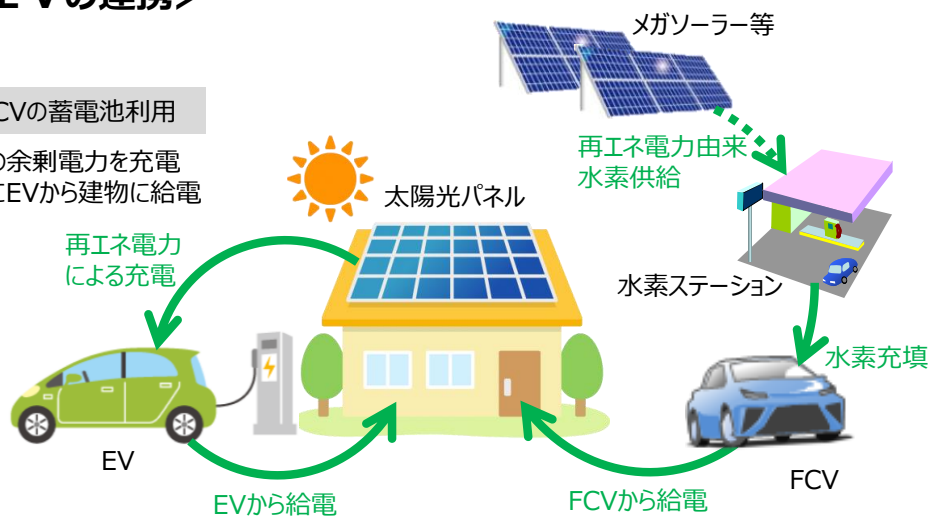 EVの連携>
メガソーラー等
CVの蓄電池利用
の余剰電力を充電
にEVから建物に給電
再エネ電力由来
水素供給
太陽光パネル
再エネ電力
による充電
水素ステーション
水素充填
EV
FCV
EVから給電
FCVから給電